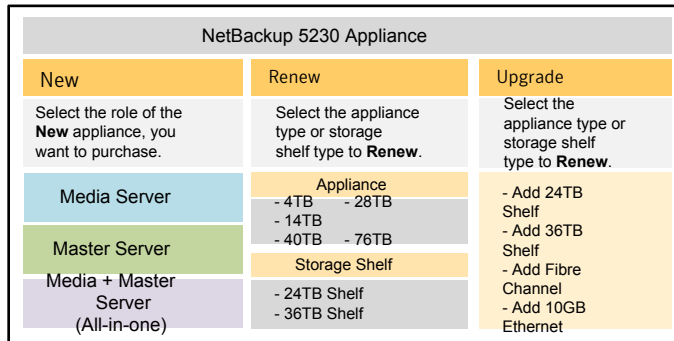 NetBackup 5230 Appliance
New
Select the role of the
New appliance, you
want to purchase.
Media Server
Master Server
Media + Master
Server
(All-in-one)
Renew
Select the appliance
type or storage
shelf type to Renew.
Appliance
- 4TB - 28TB
- 14TB
- 40TB - 76TB
Storage Shelf
- 24TB Shelf
- 36TB Shelf
Upgrade
Select the
appliance type or
storage shelf
type to Renew.
- Add 24TB
Shelf
- Add 36TB
Shelf
- Add Fibre
Channel
- Add 10GB
Ethernet